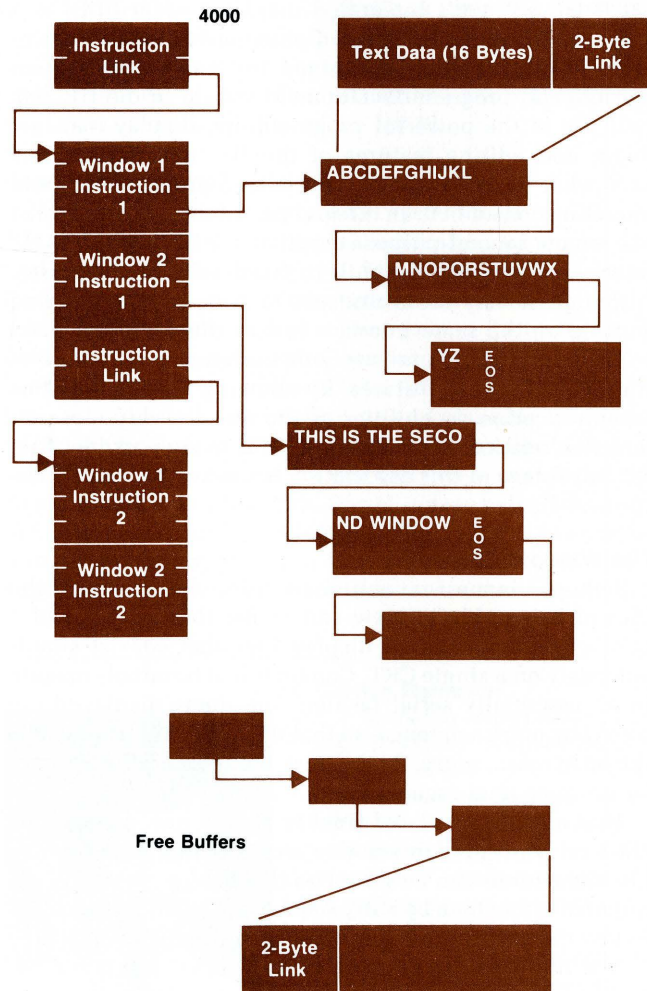 4000
Instruction
Link
Text Data (16 Bytes)
2-Byte
Link
Window 1
Instruction
1
ABCDEFGHIJKL
Window 2
Instruction
1
MNOPQRSTUVWX
Instruction
Link
YZ
E
O
S
THIS IS THE SECO
Window 1
Instruction
2
ND WINDOW
E
O
S
Window 2
Instruction
2
Free Buffers
2-Byte
Link